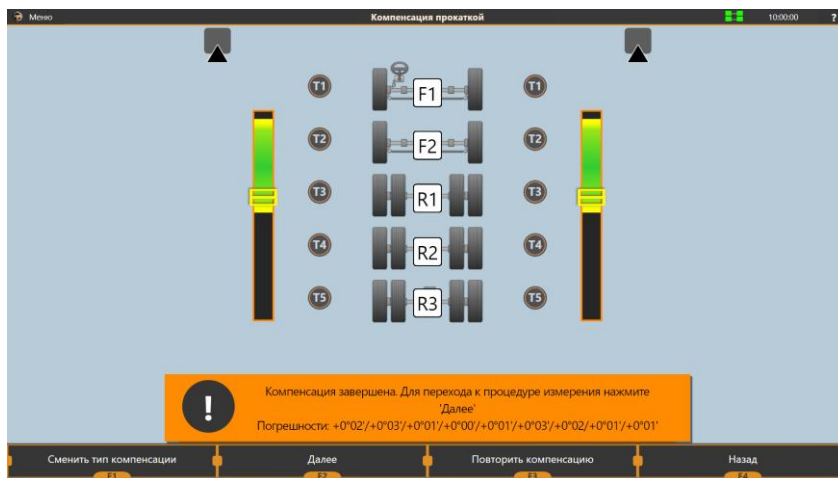 Меню
Компенсация прокаткой
10:00:00
?
T1 F1 T1
T2 F2 T2
T3 R1 T3
T4 R2 T4
T5 R3 T5
!
Компенсация завершена. Для перехода к процедуре измерения нажмите
'Далее'
Погрешности: +0°02'/+0°03'/+0°01'/+0°00'/+0°01'/+0°03'/+0°02/+0°01'/+0°01'
Сменить тип компенсации Далее Повторить компенсацию Назад
F1 F2 F3 F4